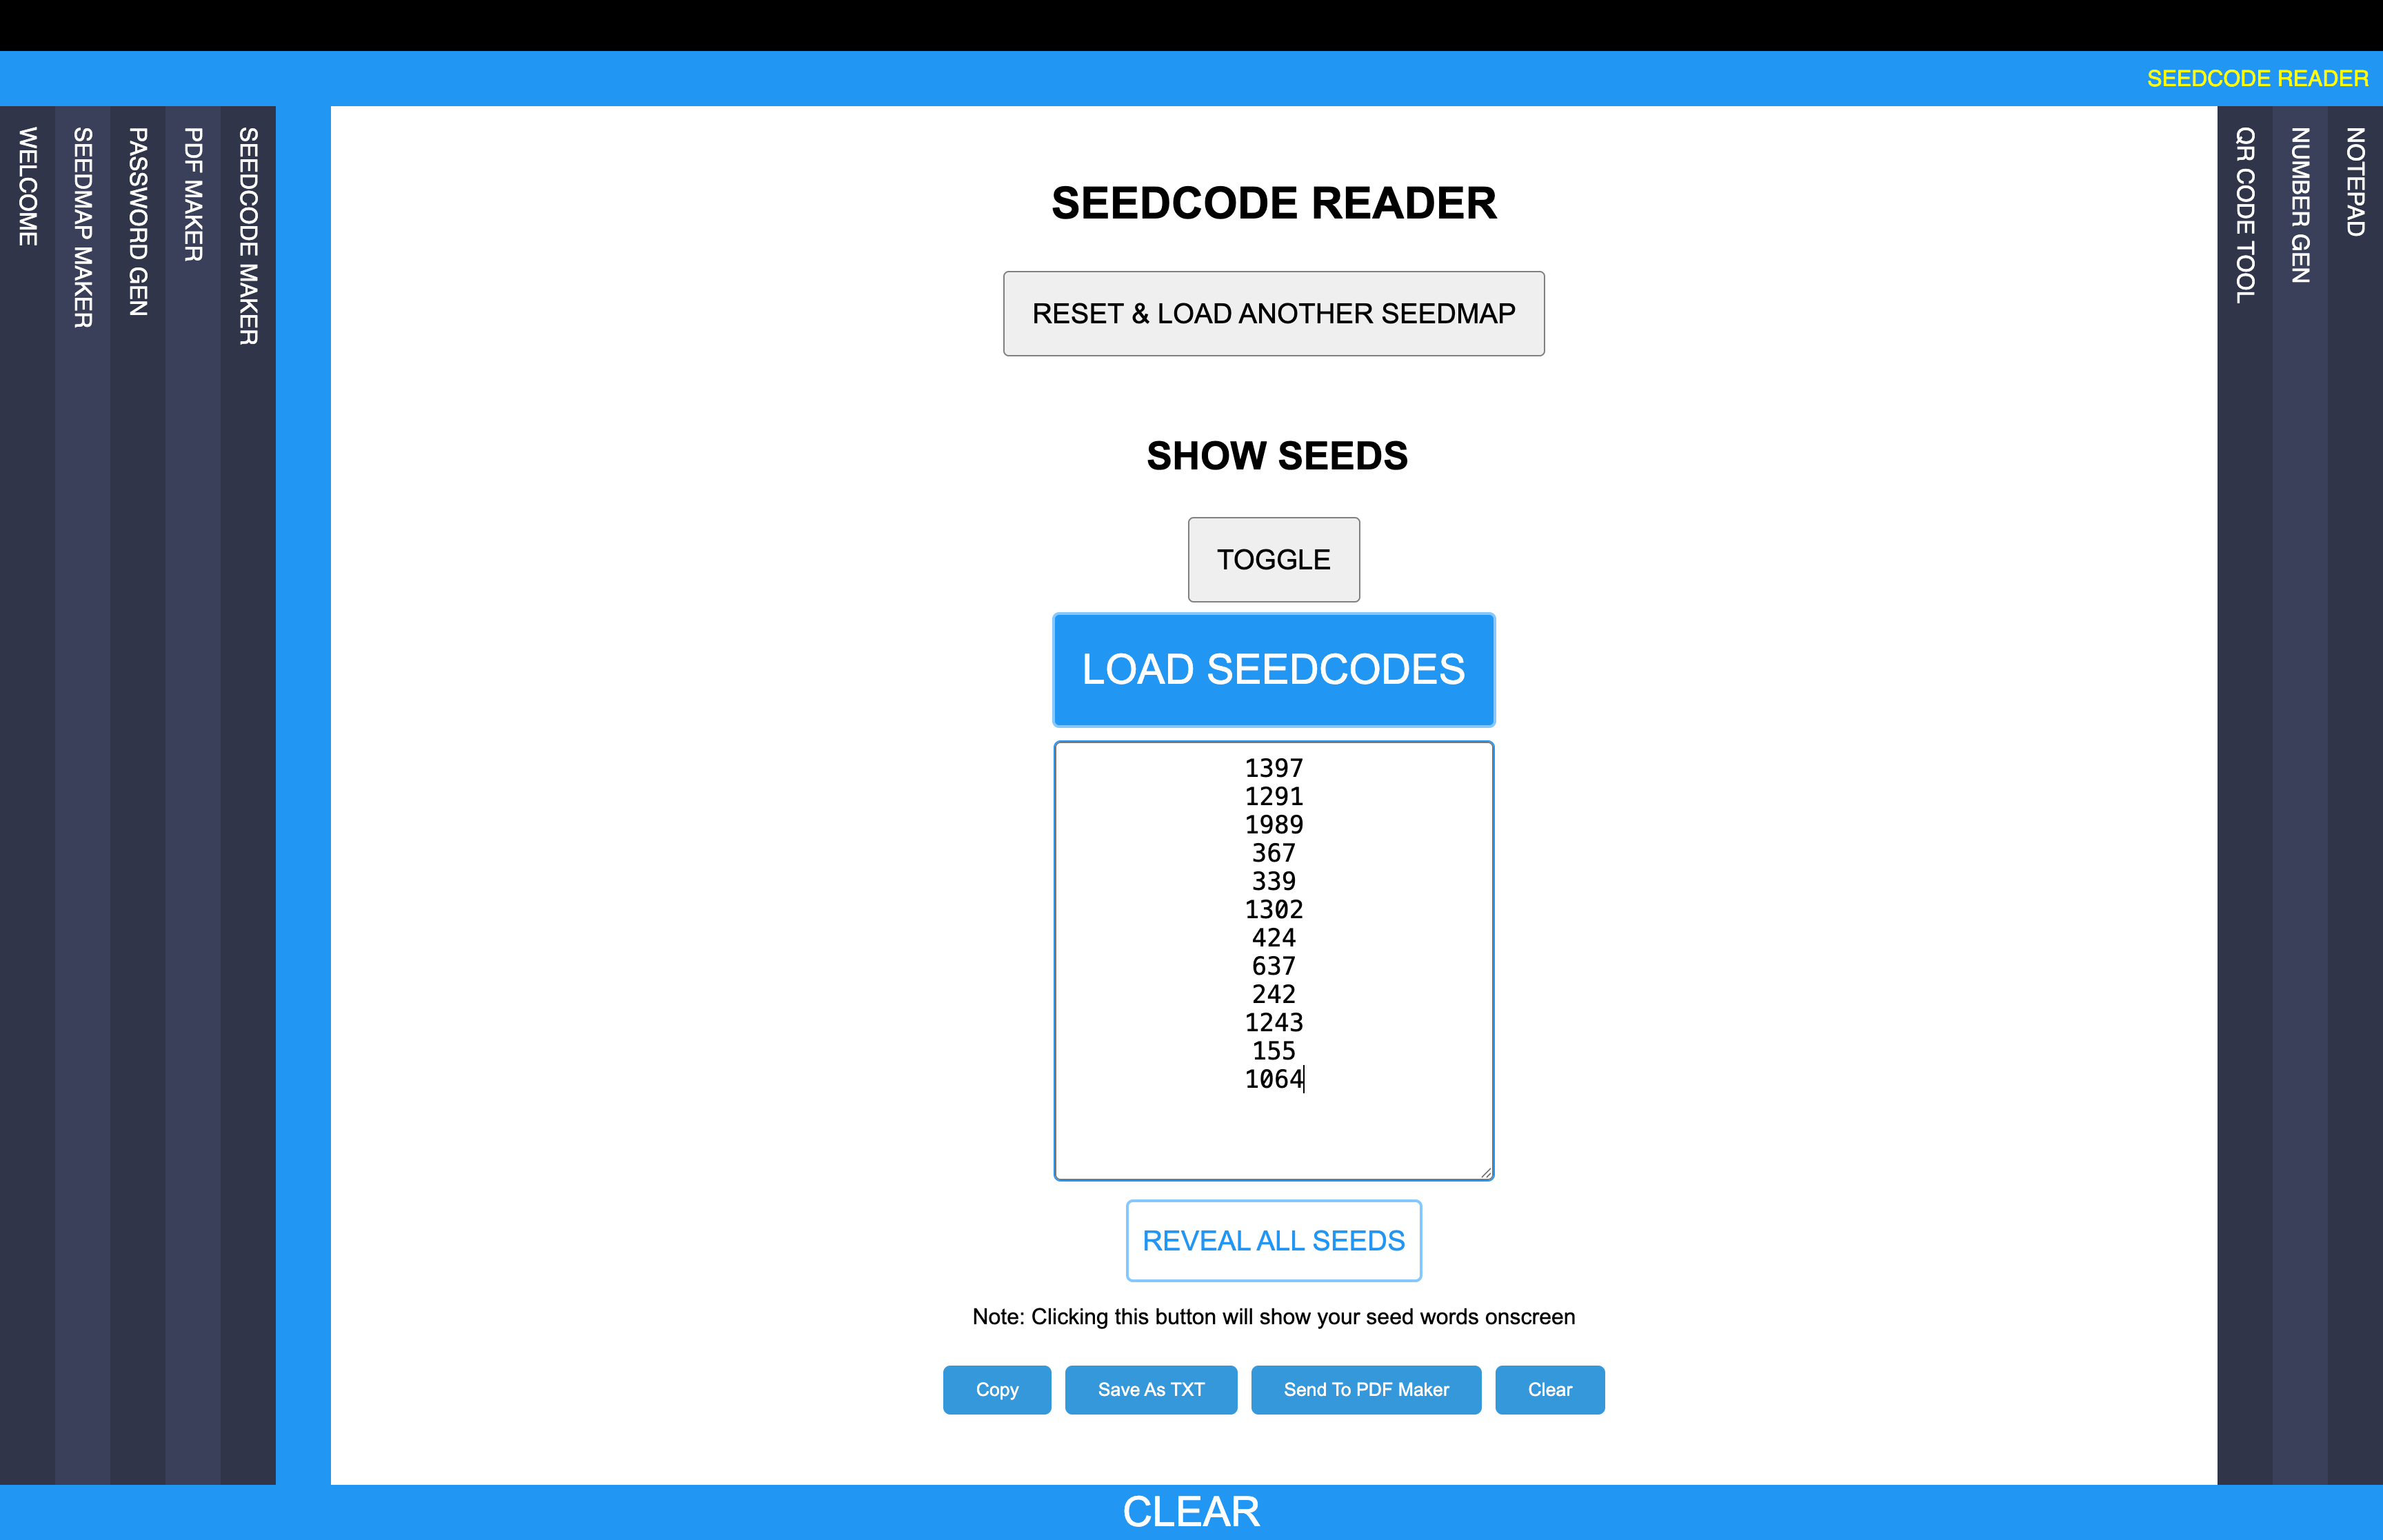 SEEDCODE READER
WELCOME
SEEDMAP MAKER
PASSWORD GEN
PDF MAKER
SEEDCODE MAKER
SEEDCODE READER
RESET & LOAD ANOTHER SEEDMAP
SHOW SEEDS
TOGGLE
LOAD SEEDCODES
1397
1291
1989
367
339
1302
424
637
242
1243
155
1064
REVEAL ALL SEEDS
Note: Clicking this button will show your seed words onscreen
Copy
Save As TXT
Send To PDF Maker
Clear
QR CODE TOOL
NUMBER GEN
NOTEPAD
CLEAR